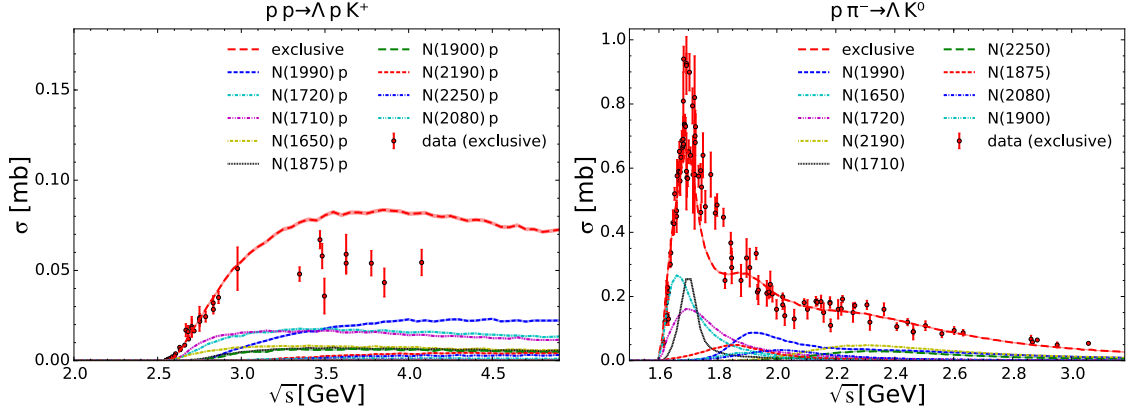 p p→Λ p K⁺
exclusive
N(1990) p
N(1720) p
N(1710) p
N(1650) p
N(1875) p
N(1900) p
N(2190) p
N(2250) p
N(2080) p
data (exclusive)
σ [mb]
0.15
0.10
0.05
0.00
2.0 2.5 3.0 3.5 4.0 4.5
√s[GeV]
p π⁻→Λ K⁰
exclusive
N(1990)
N(1650)
N(1720)
N(2190)
N(1710)
N(2250)
N(1875)
N(2080)
N(1900)
data (exclusive)
σ [mb]
1.0
0.8
0.6
0.4
0.2
0.0
1.6 1.8 2.0 2.2 2.4 2.6 2.8 3.0
√s[GeV]